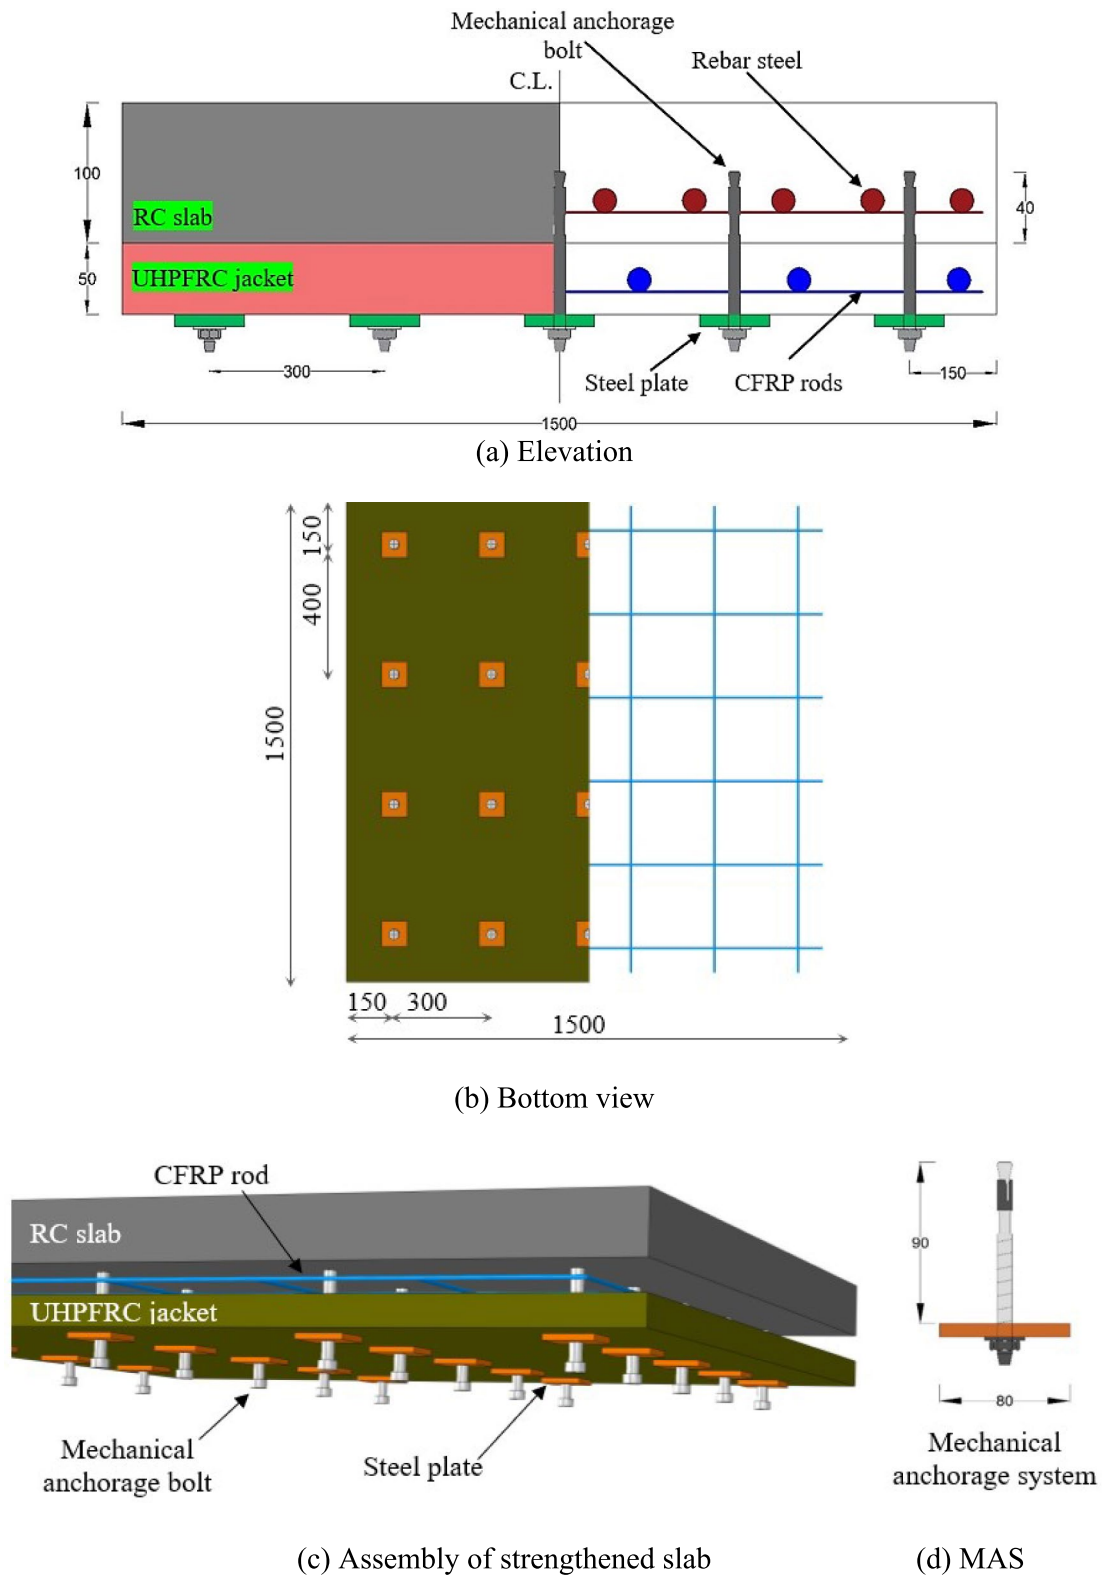 Mechanical anchorage
bolt
Rebar steel
C.L.
100
RC slab
40
50
UHPFRC jacket
300
Steel plate
CFRP rods
150
1500
(a) Elevation
150
400
1500
150
300
1500
(b) Bottom view
CFRP rod
RC slab
UHPFRC jacket
90
80
Mechanical
anchorage bolt
Steel plate
Mechanical
anchorage system
(c) Assembly of strengthened slab
(d) MAS